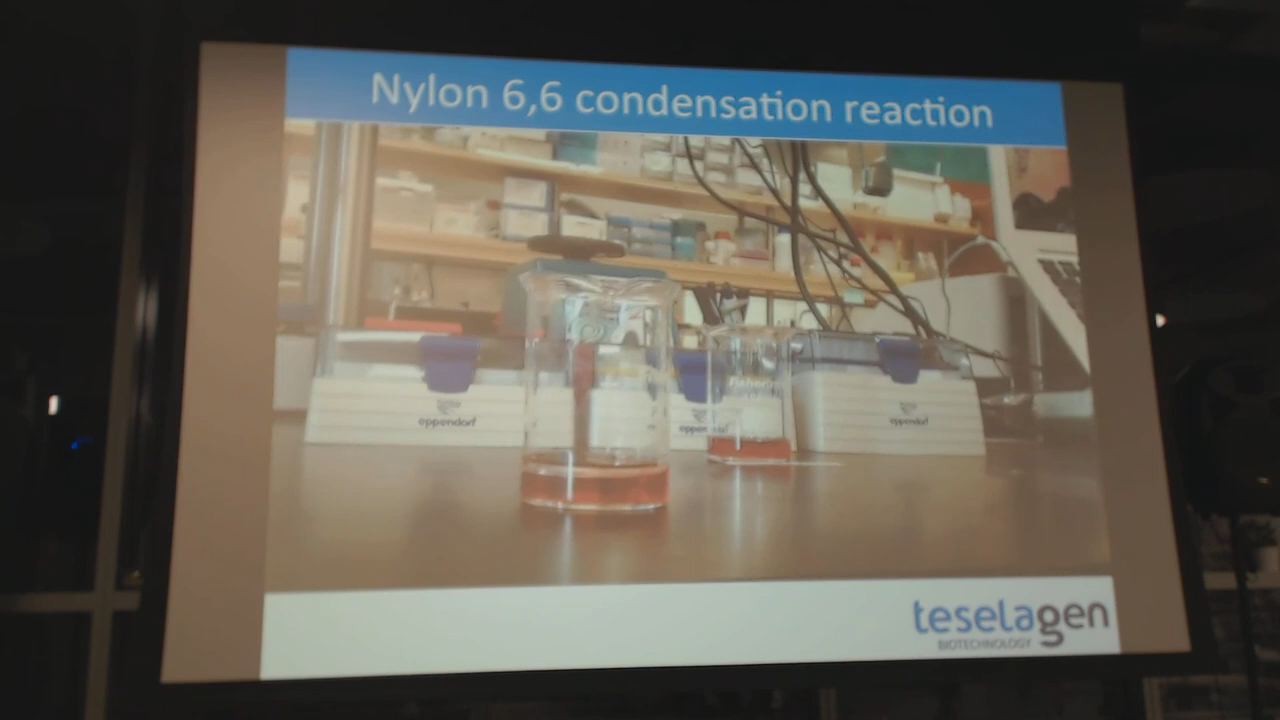 Nylon 6,6 condensation reaction
eppendorf
eppendorf
eppendorf
teselagen
BIOTECHNOLOGY